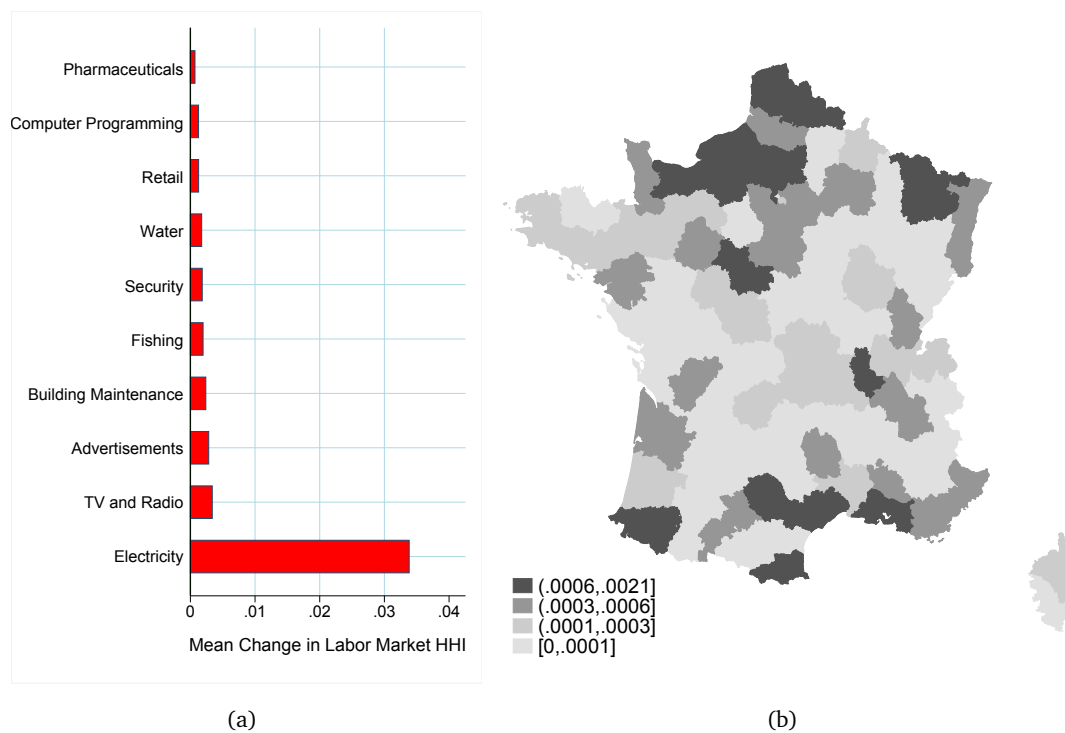 Pharmaceuticals
Computer Programming
Retail
Water
Security
Fishing
Building Maintenance
Advertisements
TV and Radio
Electricity
0 .01 .02 .03 .04
Mean Change in Labor Market HHI
(a)
(.0006,.0021]
(.0003,.0006]
(.0001,.0003]
[0,.0001]
(b)